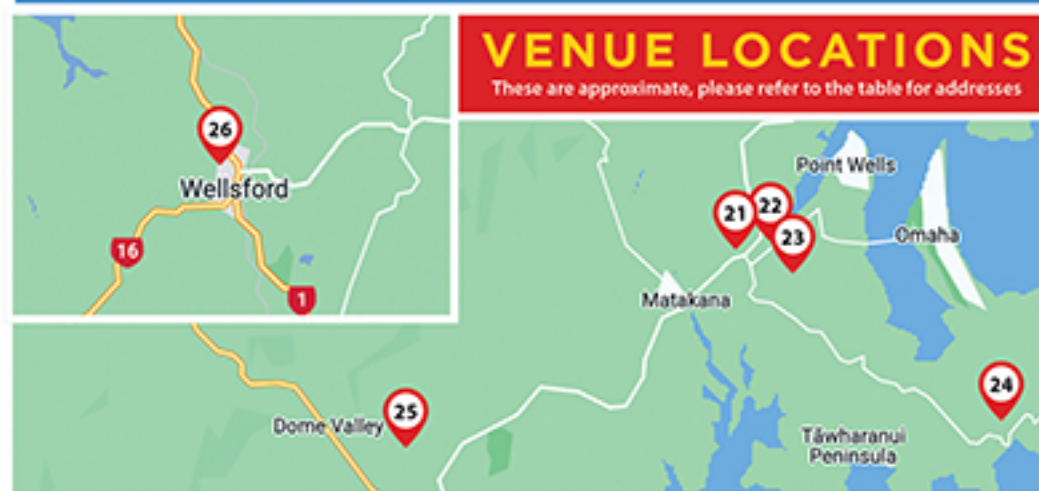 VENUE LOCATIONS
These are approximate, please refer to the table for addresses
26
Wellsford
16
1
Point Wells
21
22
23
Omaha
Matakana
24
25
Dome Valley
Tāwharanui
Peninsula